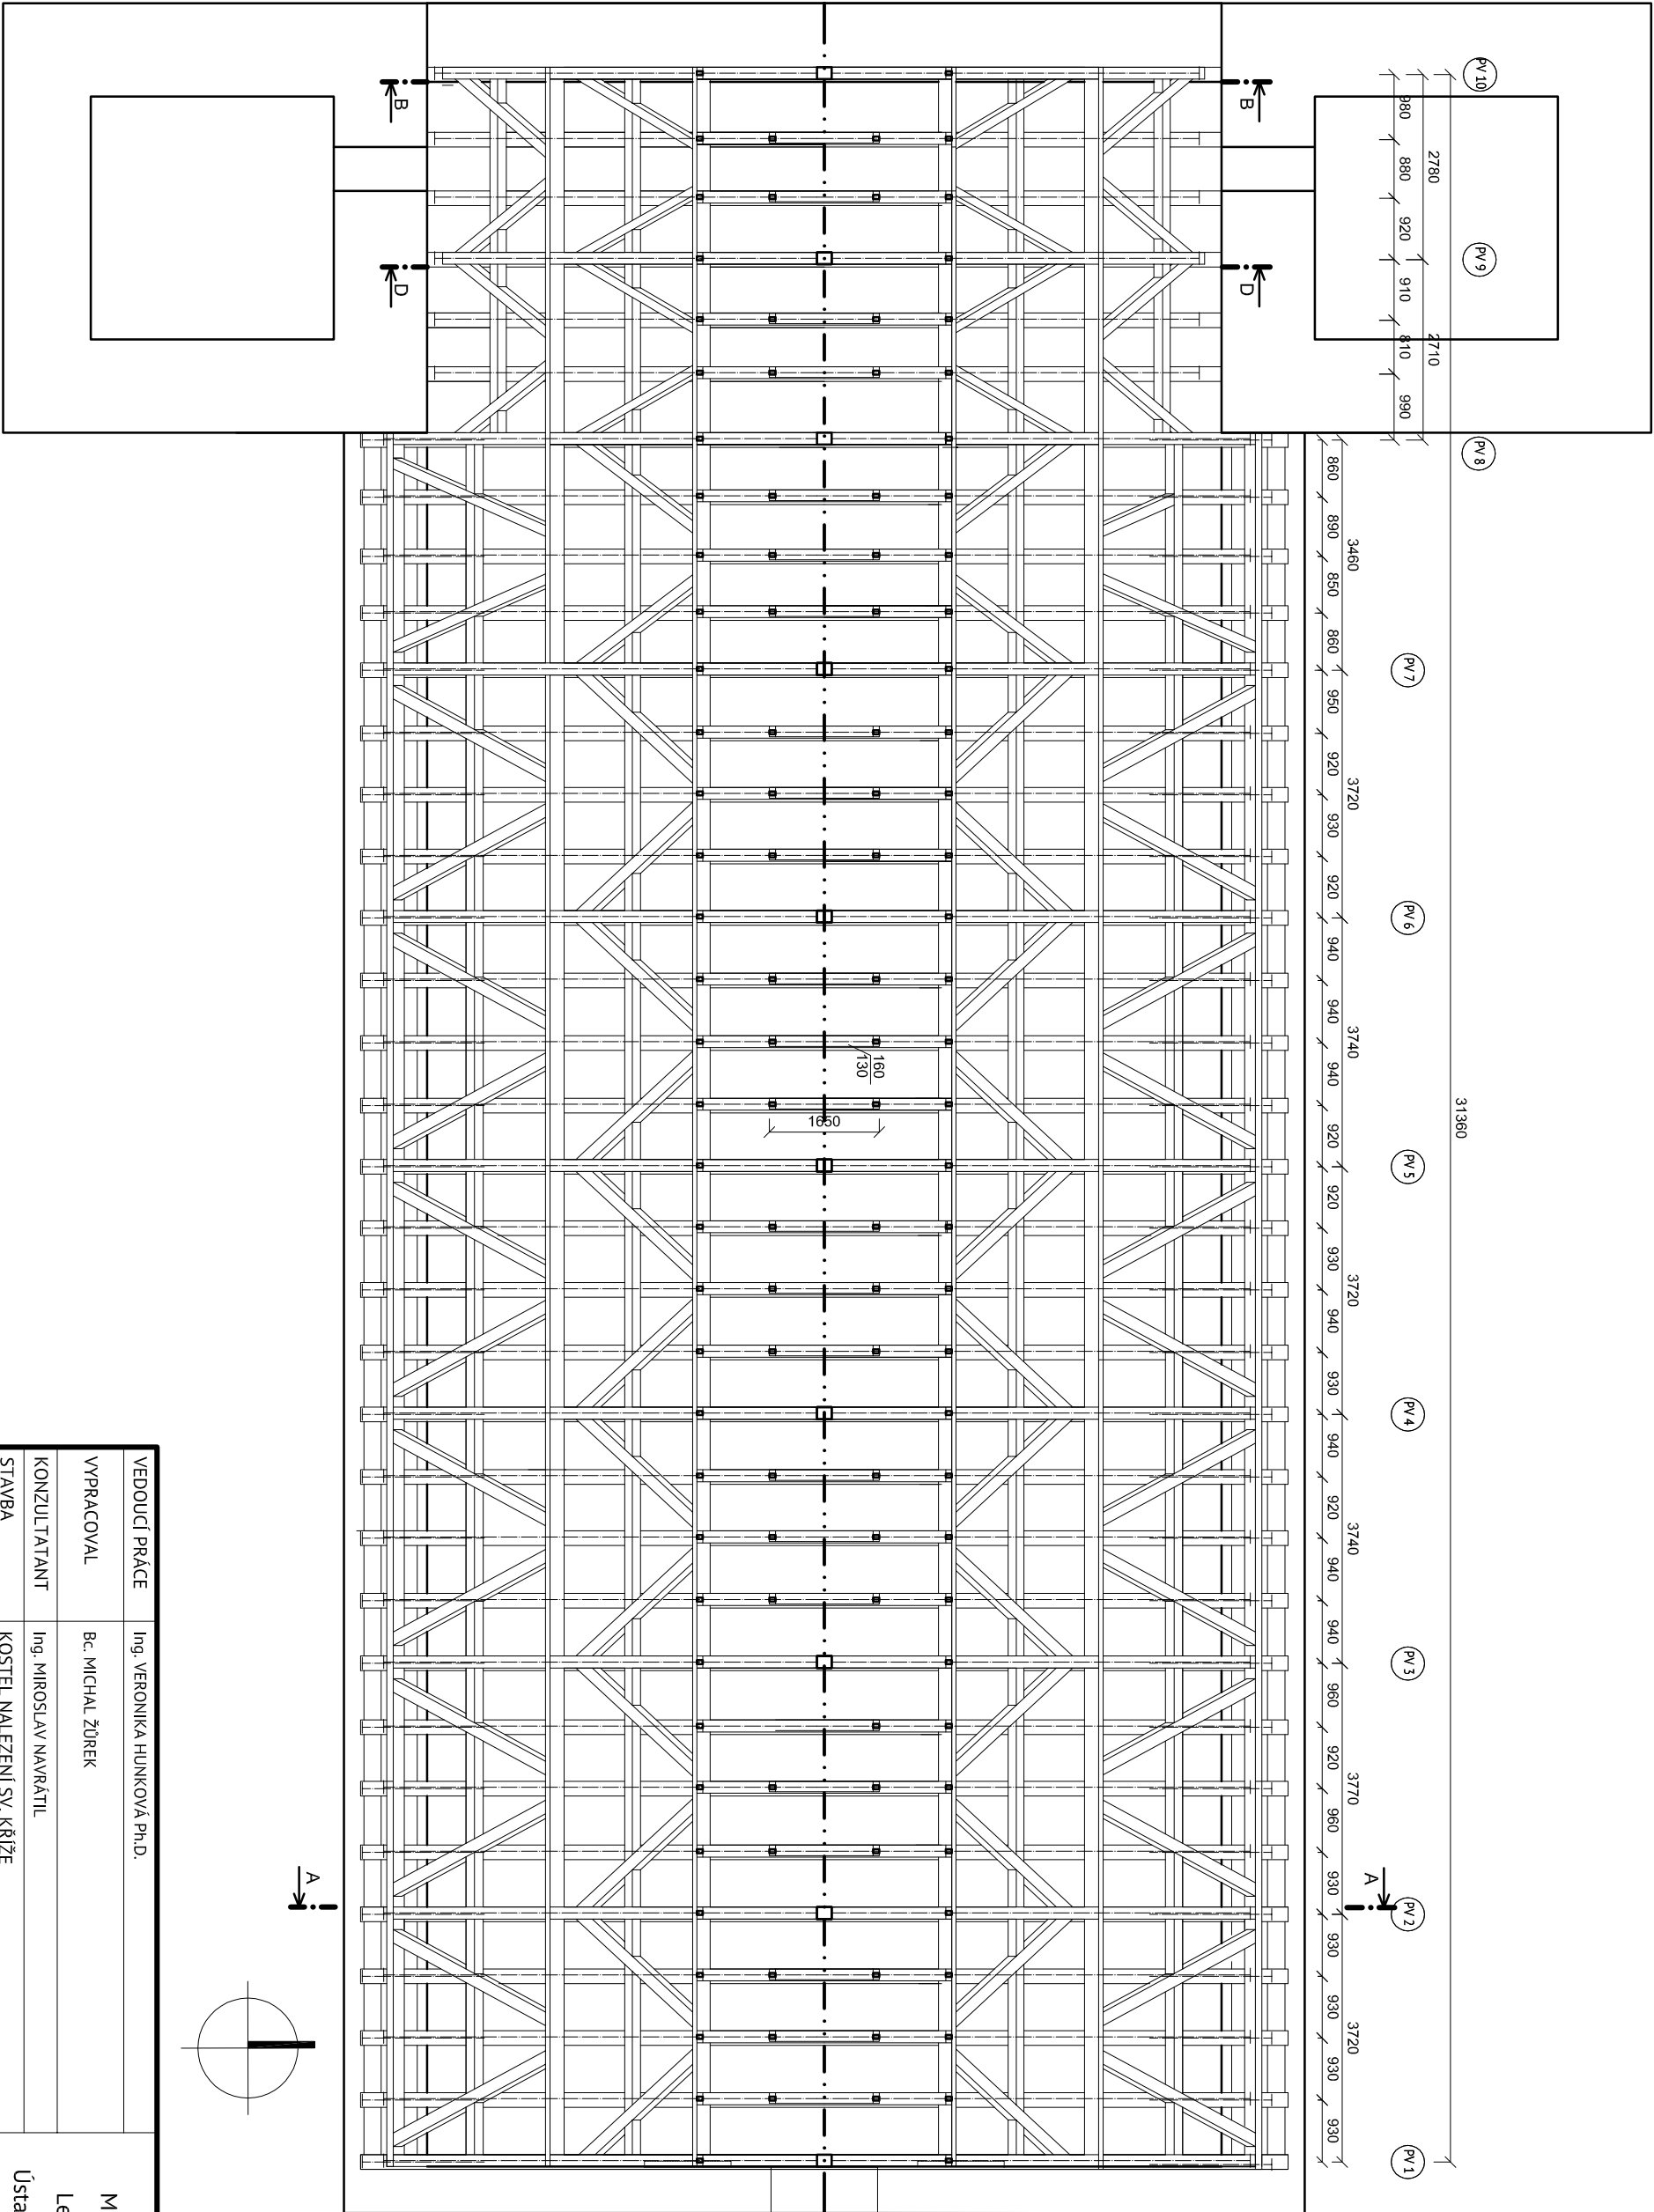 PV 10
PV 9
PV 8
PV 7
PV 6
PV 5
PV 4
PV 3
PV 2
PV 1
31360
2780
2710
3460
3720
3740
3720
3740
3770
3720
980
880
920
910
810
990
860
890
850
860
950
920
930
920
940
940
940
920
920
930
940
930
940
920
940
940
960
920
960
930
930
930
930
930
B
B
D
D
A
A
160
130
1650
VEDOUCÍ PRÁCE
Ing. VERONIKA HUNKOVÁ Ph.D.
VYPRACOVAL
Bc. MICHAL ŽŮREK
KONZULTATANT
Ing. MIROSLAV NAVRÁTIL
STAVBA
KOSTEL NALEZENÍ SV. KŘÍŽE